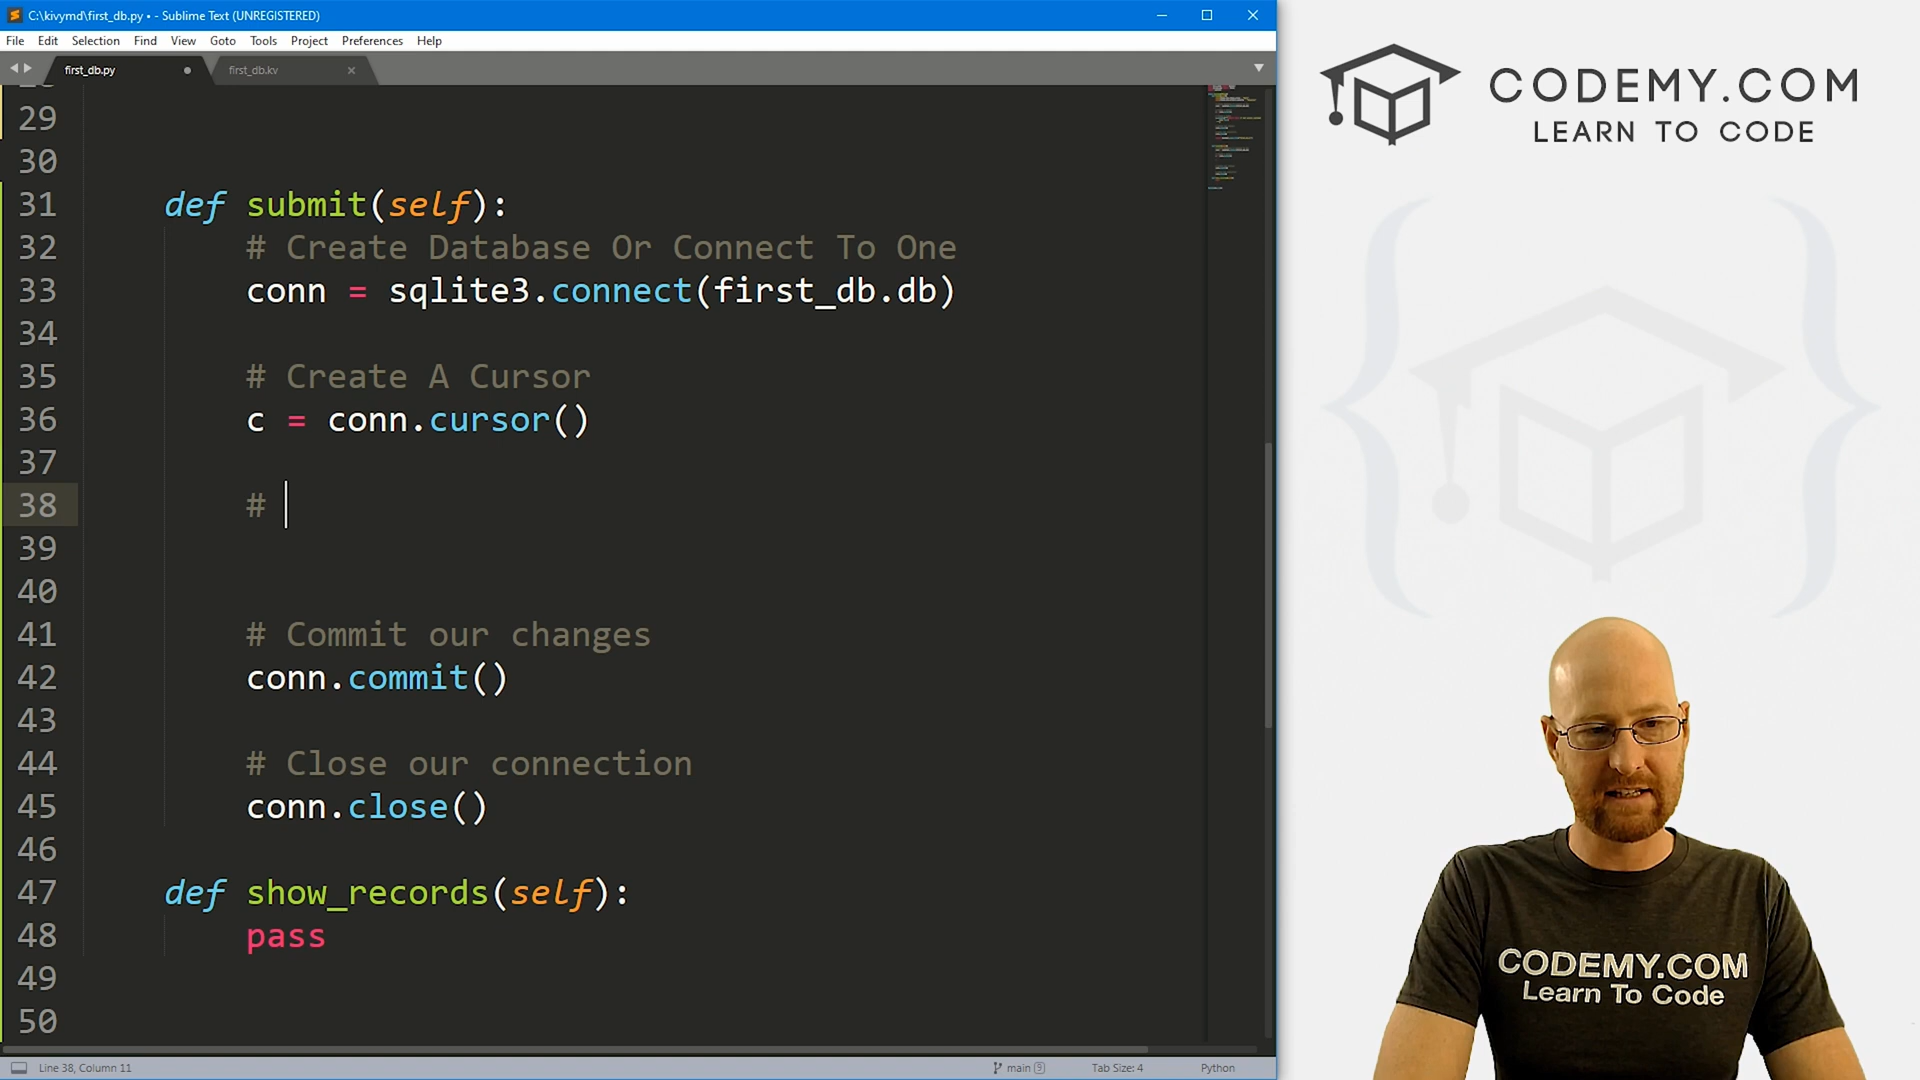 C:\kivymd\first_db.py • - Sublime Text (UNREGISTERED)
File Edit Selection Find View Goto Tools Project Preferences Help
first_db.py
first_db.kv
29
30
31 def submit(self):
32 # Create Database Or Connect To One
33 conn = sqlite3.connect(first_db.db)
34
35 # Create A Cursor
36 c = conn.cursor()
37
38 #
39
40
41 # Commit our changes
42 conn.commit()
43
44 # Close our connection
45 conn.close()
46
47 def show_records(self):
48 pass
49
50
Line 38, Column 11
main 9
Tab Size: 4
Python
CODEMY.COM
LEARN TO CODE
CODEMY.COM
Learn To Code